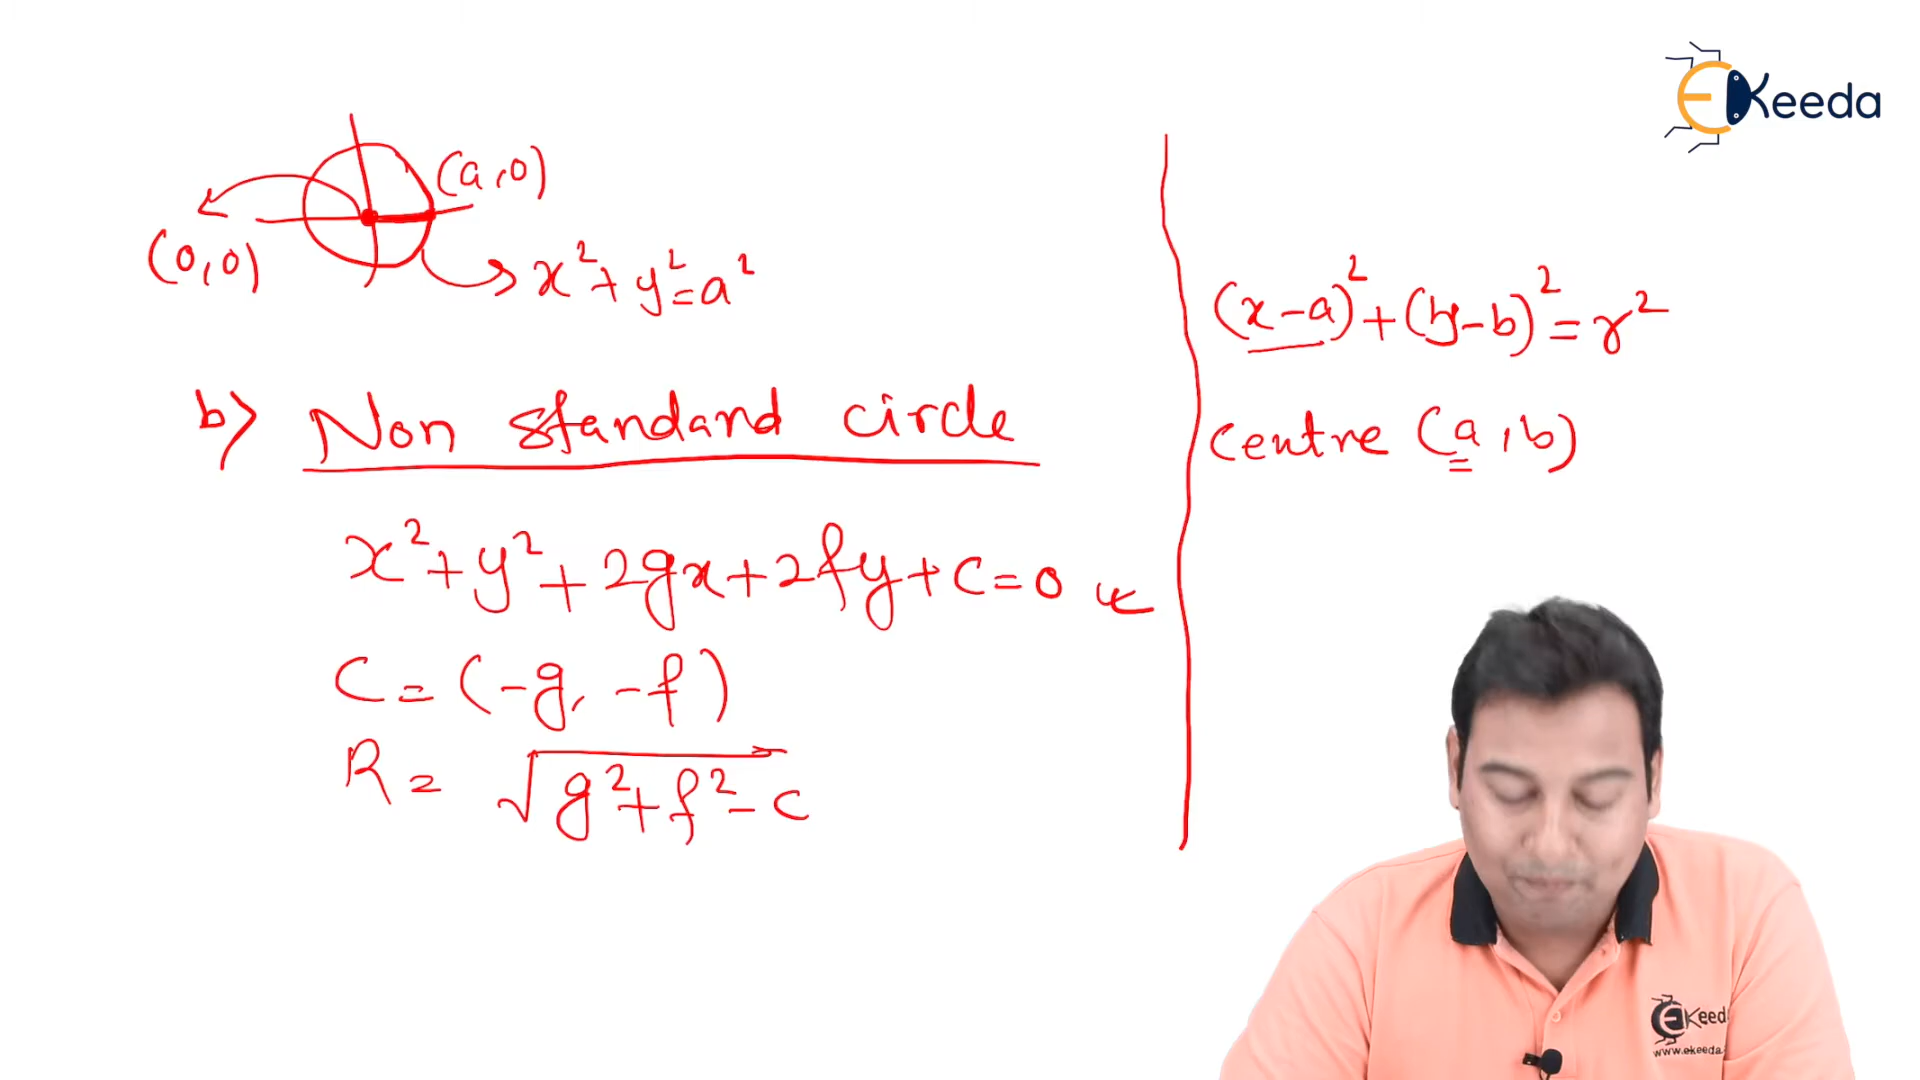 EKeeda
(a,0)
(0,0)
x²+y²=a²
b) Non standard circle
x²+y²+2gx+2fy+c=0
C=(-g,-f)
R=√g²+f²-c
(x-a)²+(y-b)²=r²
centre (a,b)
EKeed
www.ekeeda.